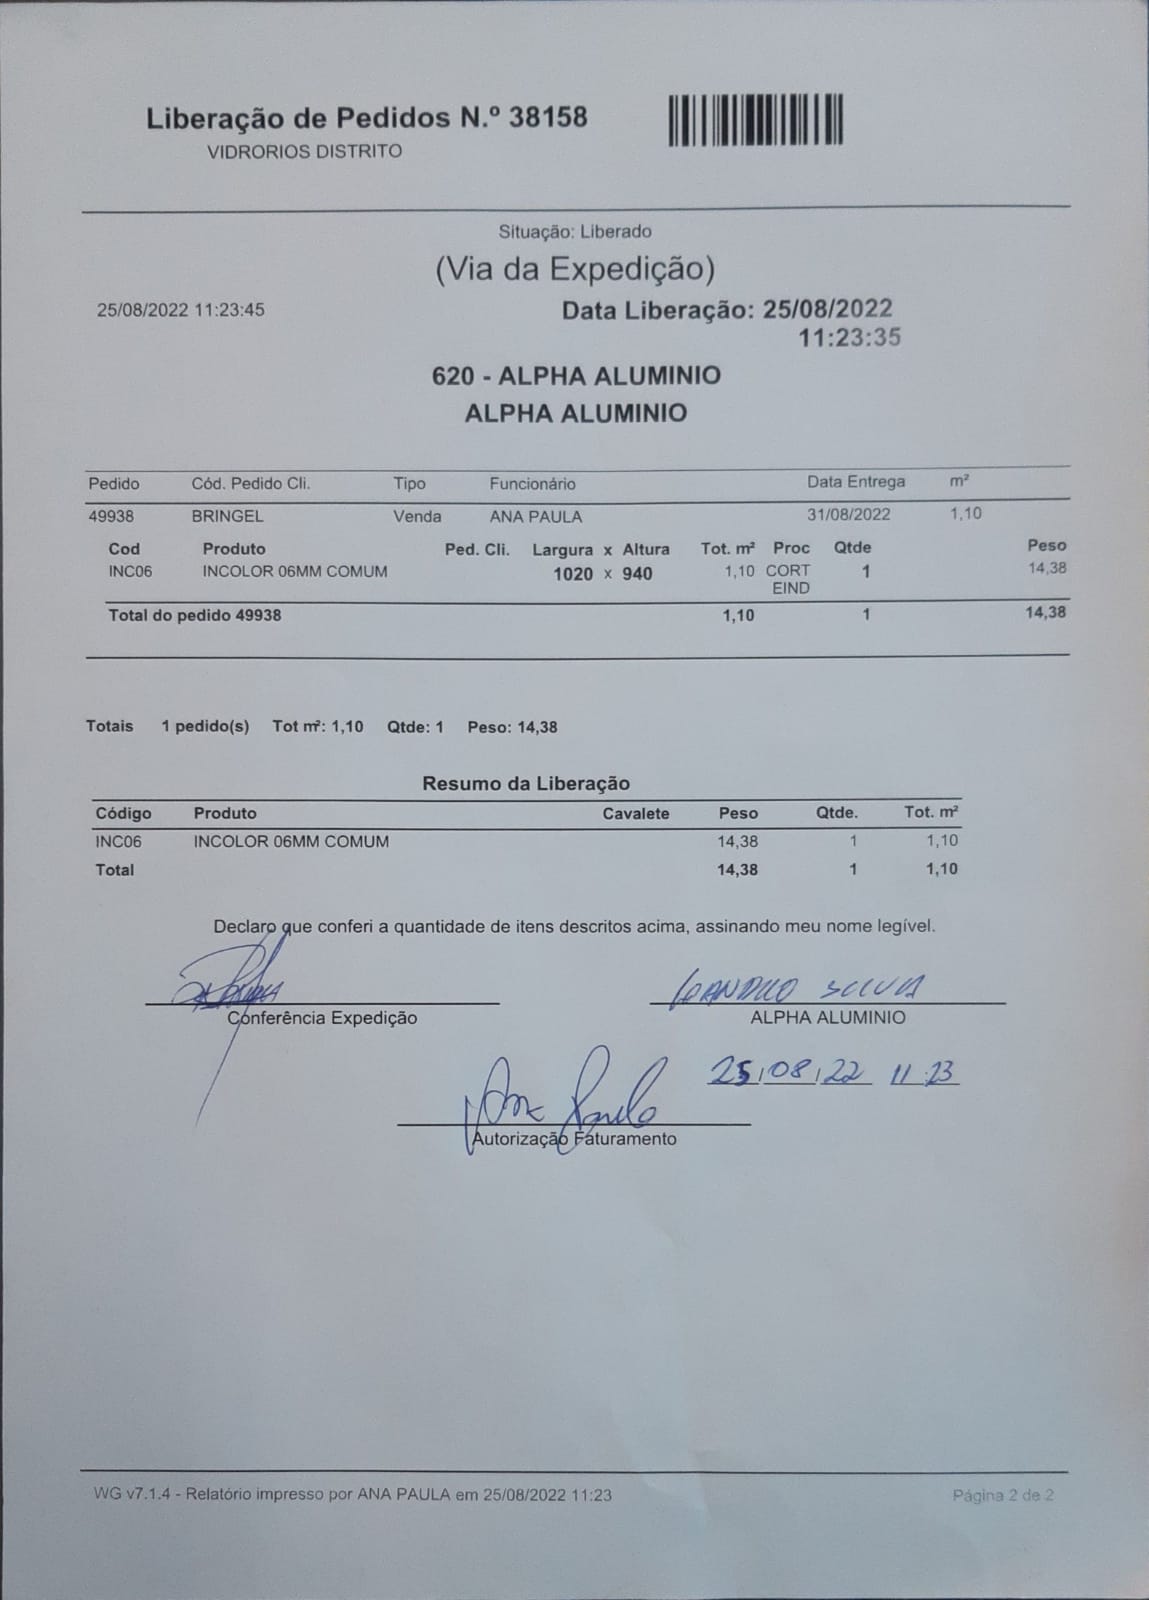 Liberação de Pedidos N.º 38158
VIDRORIOS DISTRITO
Situação: Liberado
(Via da Expedição)
25/08/2022 11:23:45
Data Liberação: 25/08/2022
11:23:35
620 - ALPHA ALUMINIO
ALPHA ALUMINIO
Pedido Cód. Pedido Cli. Tipo Funcionário Data Entrega m²
49938 BRINGEL Venda ANA PAULA 31/08/2022 1,10
Cod Produto Ped. Cli. Largura x Altura Tot. m² Proc Qtde Peso
INC06 INCOLOR 06MM COMUM 1020 x 940 1,10 CORT 1 14,38
EIND
Total do pedido 49938 1,10 1 14,38
Totais 1 pedido(s) Tot m²: 1,10 Qtde: 1 Peso: 14,38
Resumo da Liberação
Código Produto Cavalete Peso Qtde. Tot. m²
INC06 INCOLOR 06MM COMUM 14,38 1 1,10
Total 14,38 1 1,10
Declaro que conferi a quantidade de itens descritos acima, assinando meu nome legível.
Conferência Expedição
ALPHA ALUMINIO
25/08/22 11:23
Ana Paula
Autorização Faturamento
WG v7.1.4 - Relatório impresso por ANA PAULA em 25/08/2022 11:23
Página 2 de 2